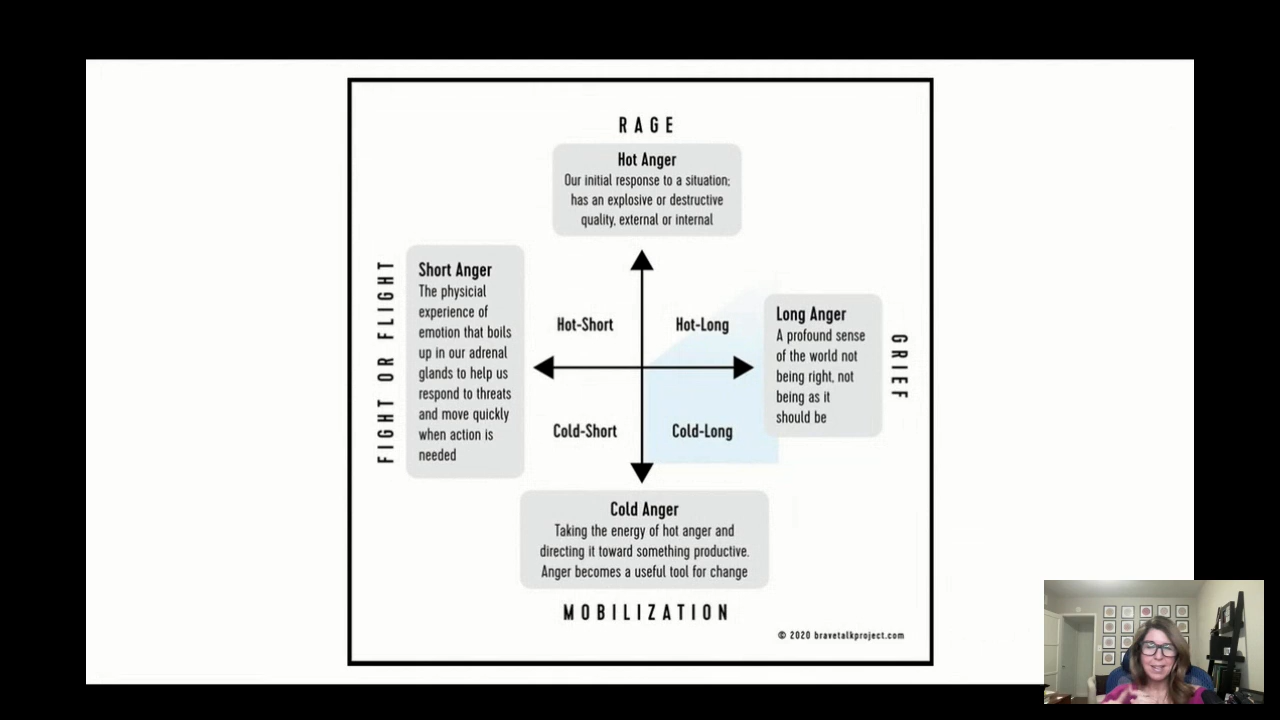 RAGE
Hot Anger
Our initial response to a situation;
has an explosive or destructive
quality, external or internal
FIGHT OR FLIGHT
Short Anger
The physicial
experience of
emotion that boils
up in our adrenal
glands to help us
respond to threats
and move quickly
when action is
needed
Hot-Short
Hot-Long
Cold-Short
Cold-Long
Long Anger
A profound sense
of the world not
being right, not
being as it
should be
GRIEF
Cold Anger
Taking the energy of hot anger and
directing it toward something productive.
Anger becomes a useful tool for change
MOBILIZATION
© 2020 bravetalkproject.com